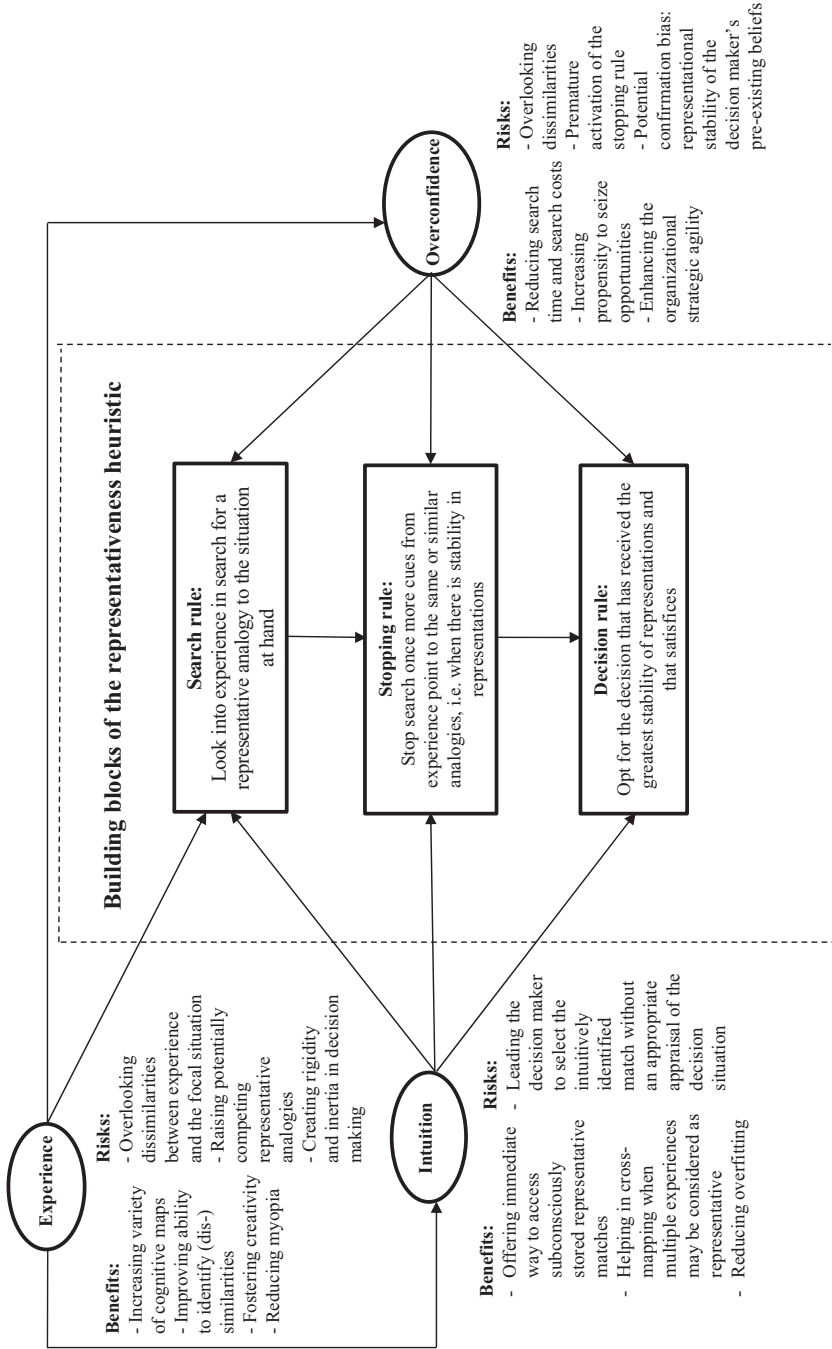 Building blocks of the representativeness heuristic
Experience
Benefits:
- Increasing variety
of cognitive maps
- Improving ability
to identify (dis-)
similarities
- Fostering creativity
- Reducing myopia
Risks:
- Overlooking
dissimilarities
between experience
and the focal situation
- Raising potentially
competing
representative
analogies
- Creating rigidity
and inertia in decision
making
Intuition
Benefits:
- Offering immediate
way to access
subconsciously
stored representative
matches
- Helping in cross-
mapping when
multiple experiences
may be considered as
representative
- Reducing overfitting
Risks:
- Leading the
decision maker
to select the
intuitively
identified
match without
an appropriate
appraisal of the
decision
situation
Search rule:
Look into experience in search for a
representative analogy to the situation
at hand
Stopping rule:
Stop search once more cues from
experience point to the same or similar
analogies, i.e. when there is stability in
representations
Decision rule:
Opt for the decision that has received the
greatest stability of representations and
that satisfices
Overconfidence
Benefits:
- Reducing search
time and search costs
- Increasing
propensity to seize
opportunities
- Enhancing the
organizational
strategic agility
Risks:
- Overlooking
dissimilarities
- Premature
activation of the
stopping rule
- Potential
confirmation bias:
representational
stability of the
decision maker's
pre-existing beliefs